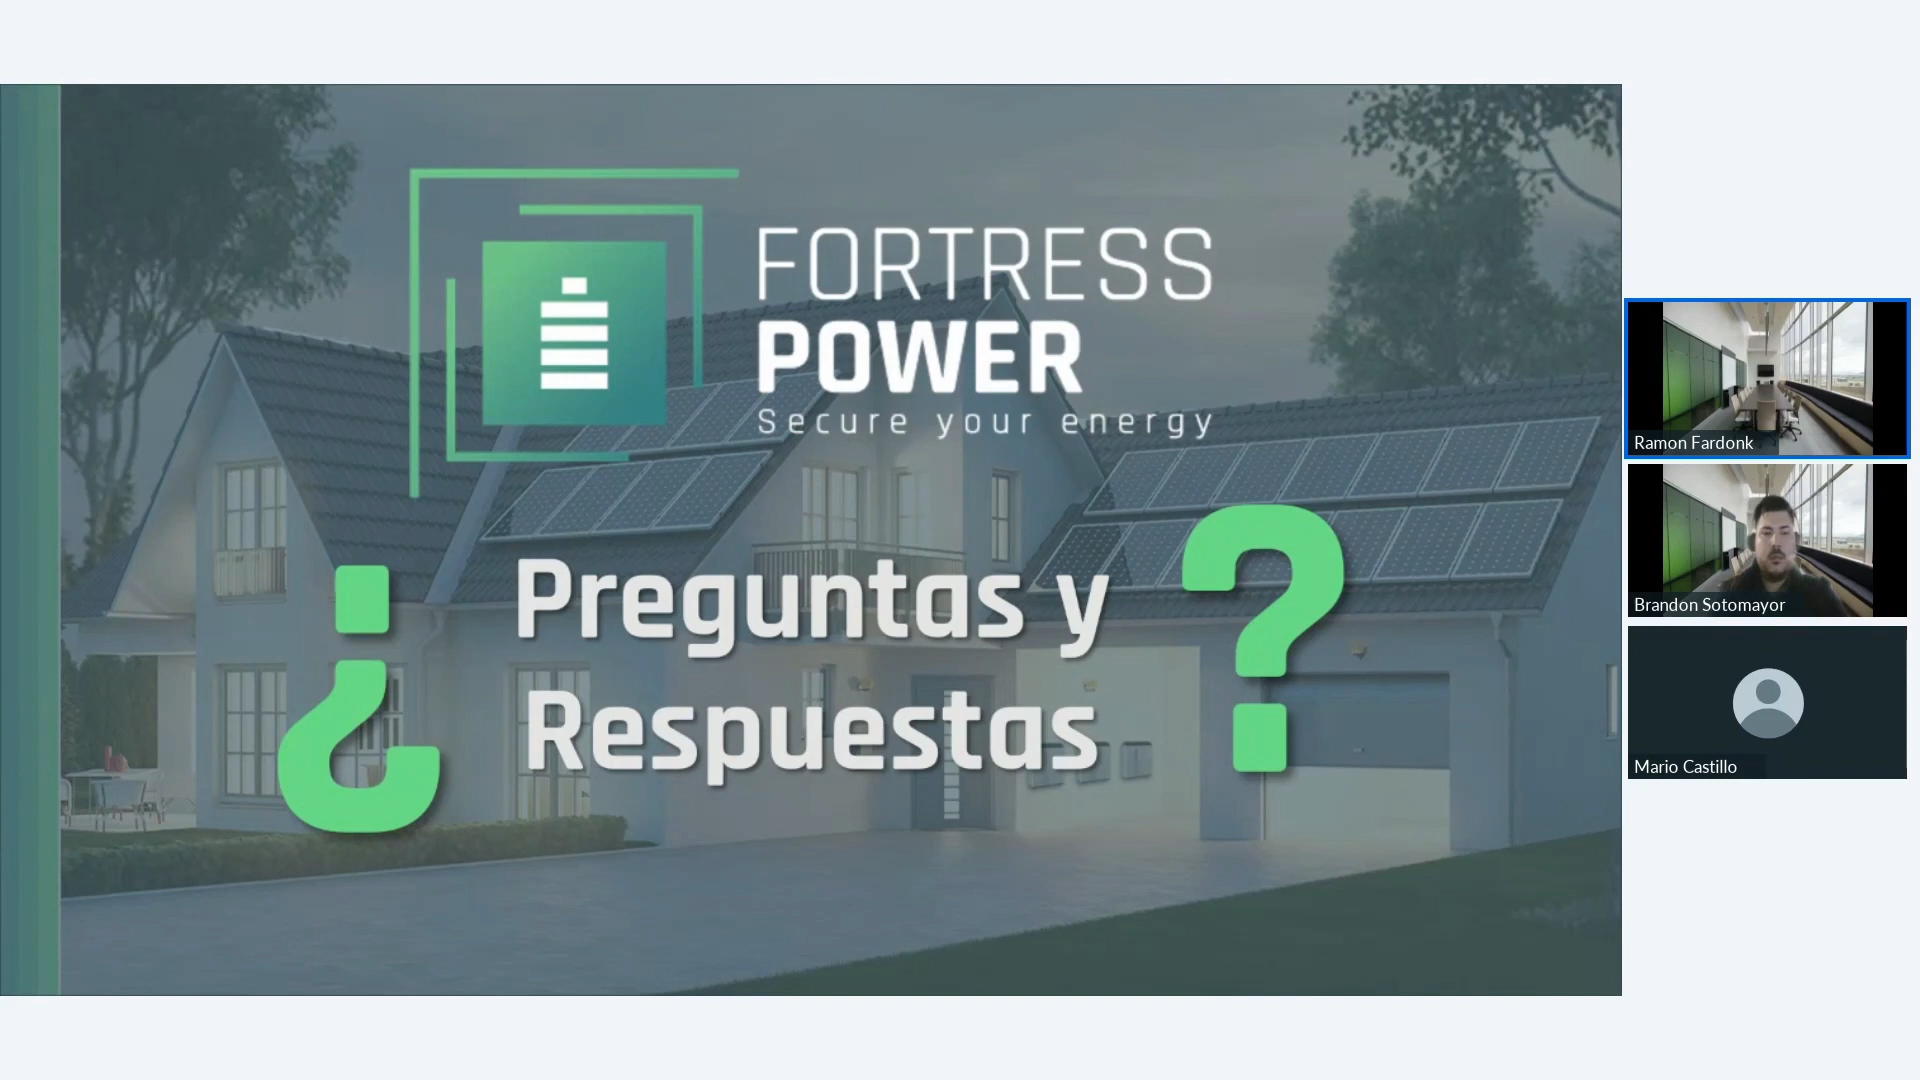 FORTRESS
POWER
Secure your energy
¿ Preguntas y ?
Respuestas
Ramon Fardonk
Brandon Sotomayor
Mario Castillo